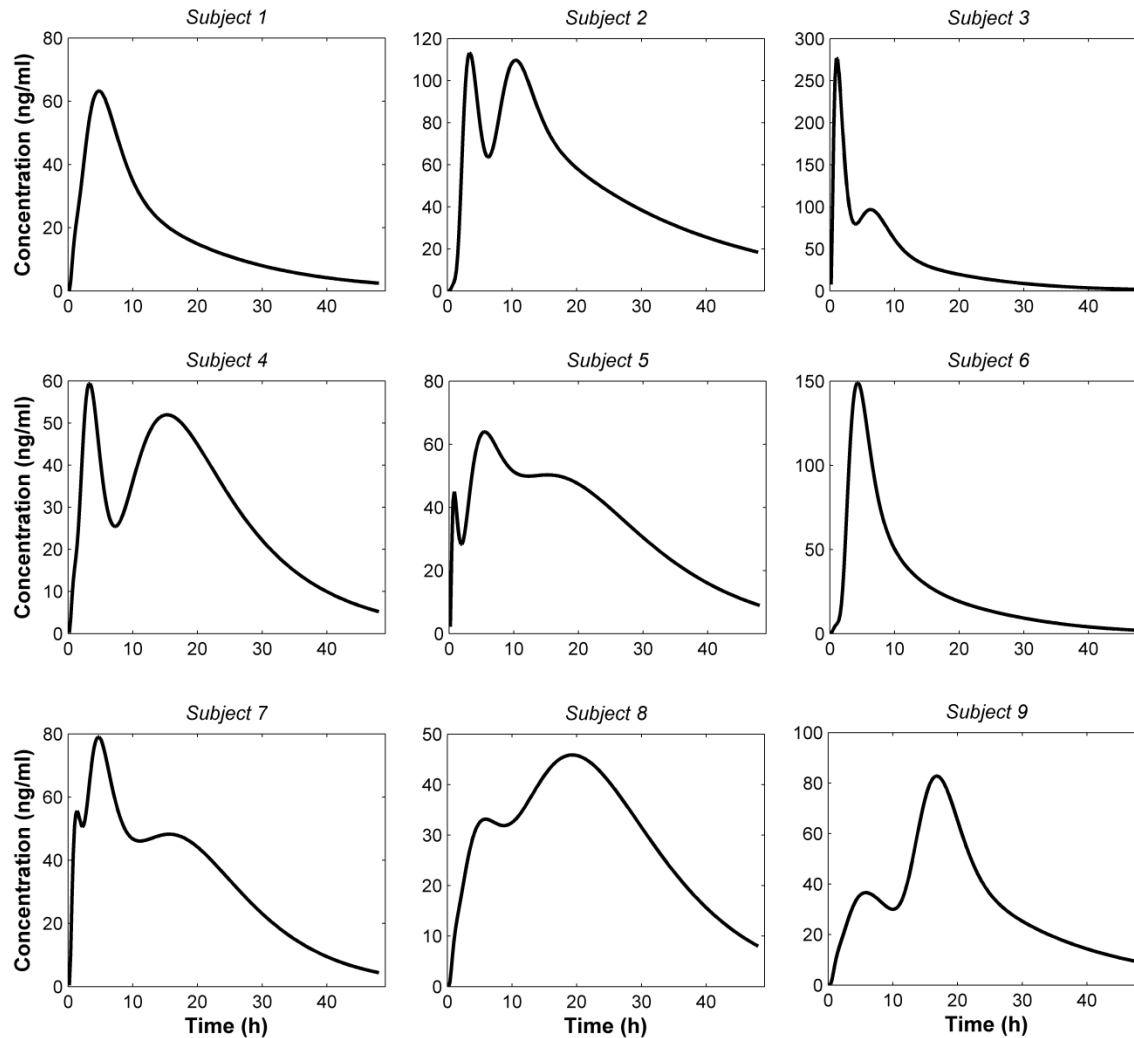 Subject 1
Subject 2
Subject 3
Concentration (ng/ml)
80
60
40
20
0
0 10 20 30 40
120
100
80
60
40
20
0
0 10 20 30 40
300
250
200
150
100
50
0
0 10 20 30 40
Subject 4
Subject 5
Subject 6
Concentration (ng/ml)
60
50
40
30
20
10
0
0 10 20 30 40
80
60
40
20
0
0 10 20 30 40
150
100
50
0
0 10 20 30 40
Subject 7
Subject 8
Subject 9
Concentration (ng/ml)
80
60
40
20
0
0 10 20 30 40
Time (h)
50
40
30
20
10
0
0 10 20 30 40
Time (h)
100
80
60
40
20
0
0 10 20 30 40
Time (h)